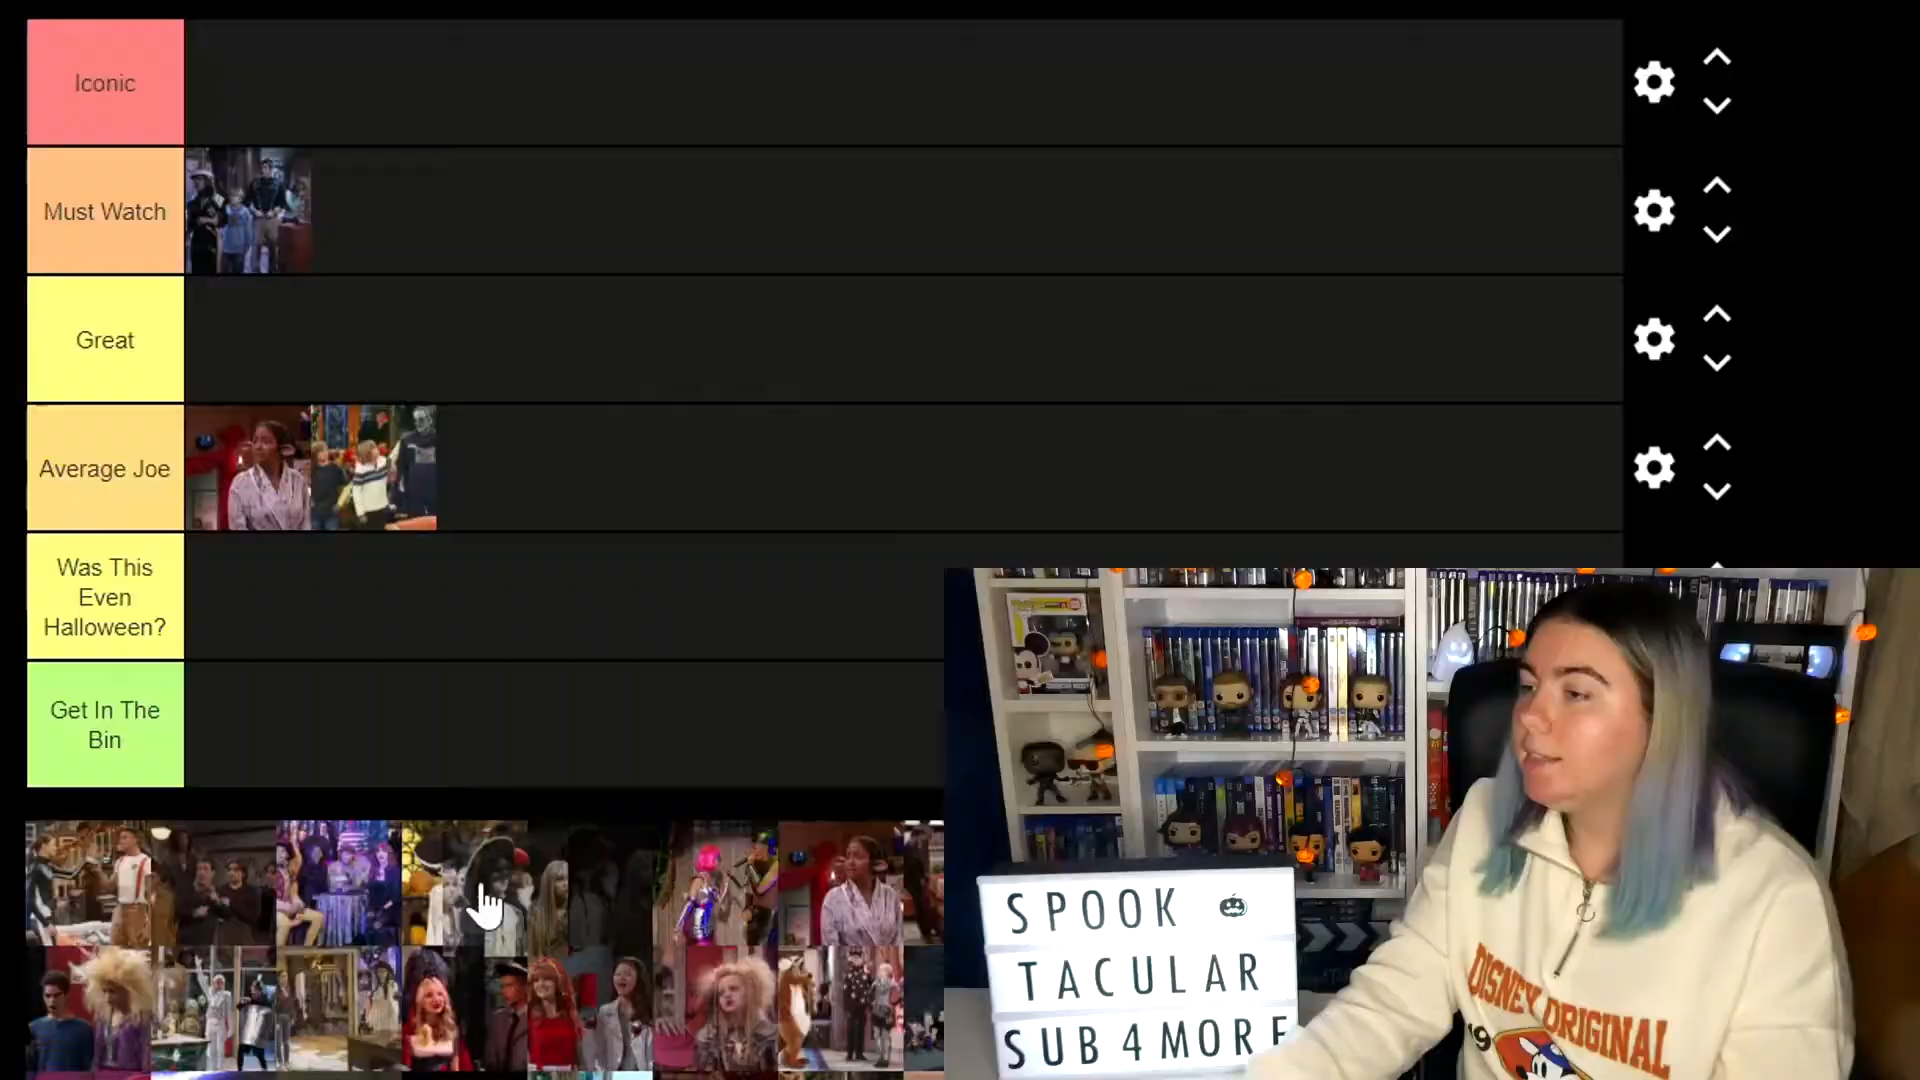 Iconic
Must Watch
Great
Average Joe
Was This
Even
Halloween?
Get In The
Bin
SPOOK
TACULAR
SUB 4 MORE
DISNEY ORIGINAL
19